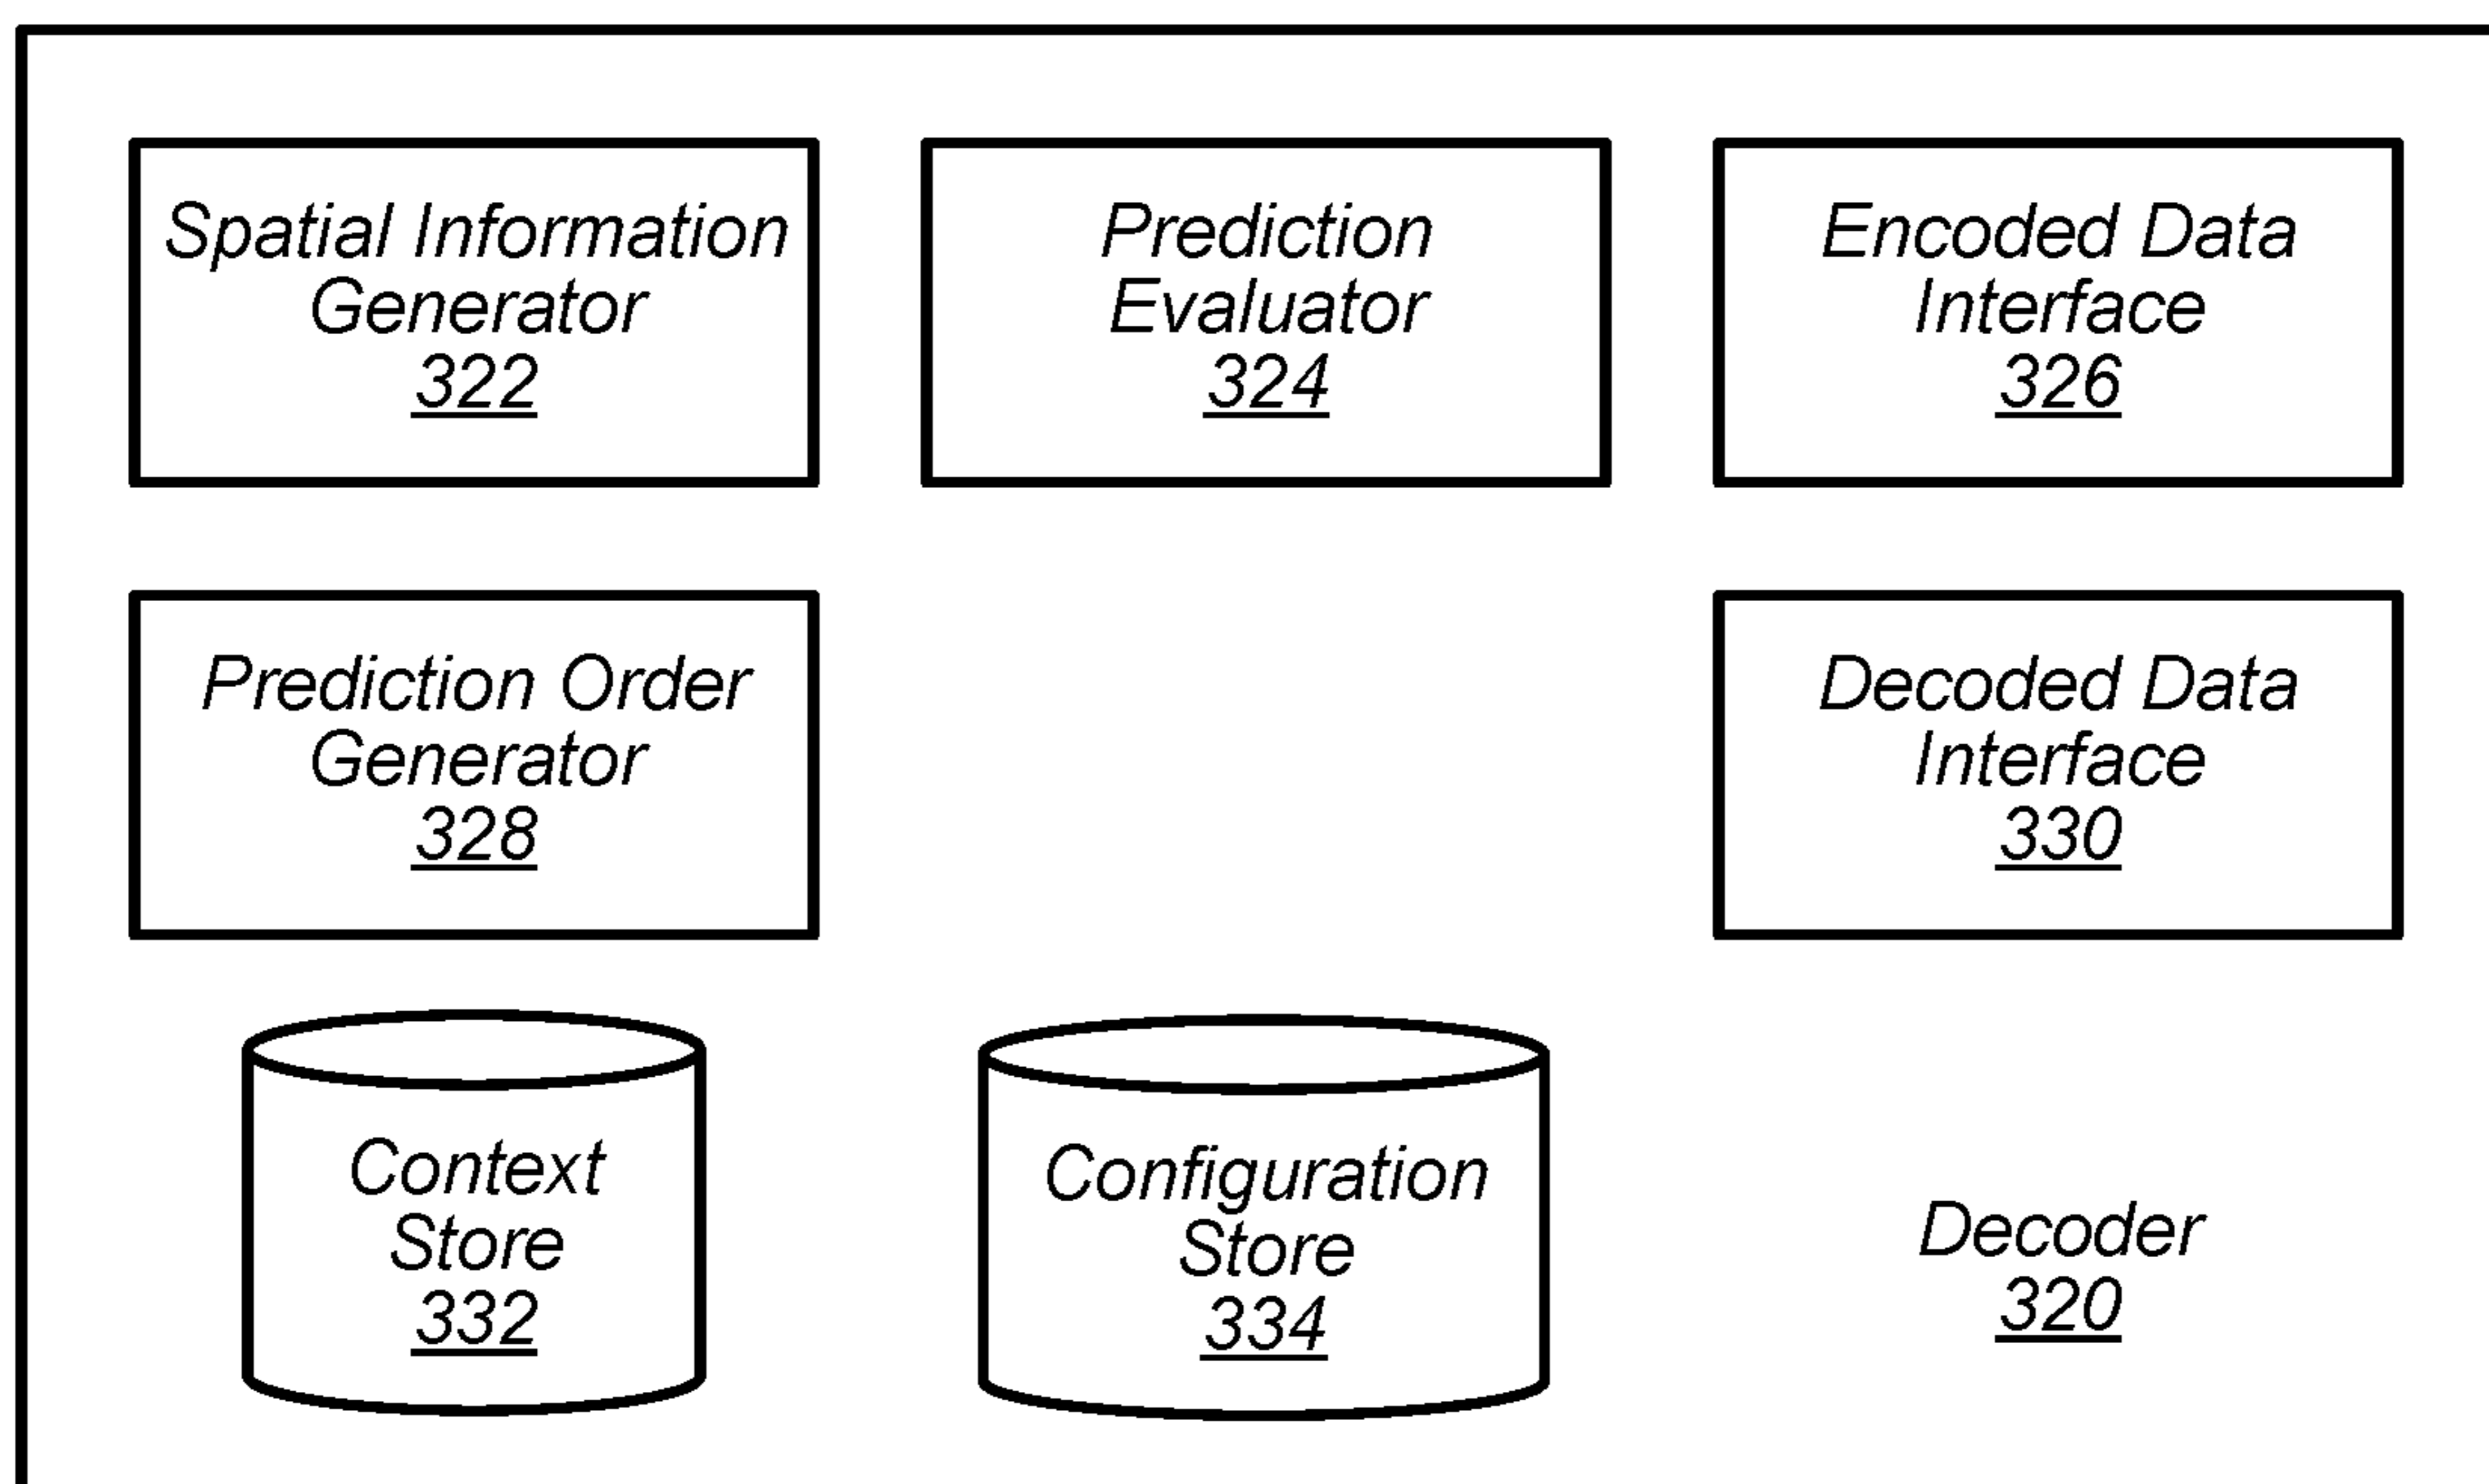 Spatial Information
Generator
322
Prediction
Evaluator
324
Encoded Data
Interface
326
Prediction Order
Generator
328
Decoded Data
Interface
330
Context
Store
332
Configuration
Store
334
Decoder
320